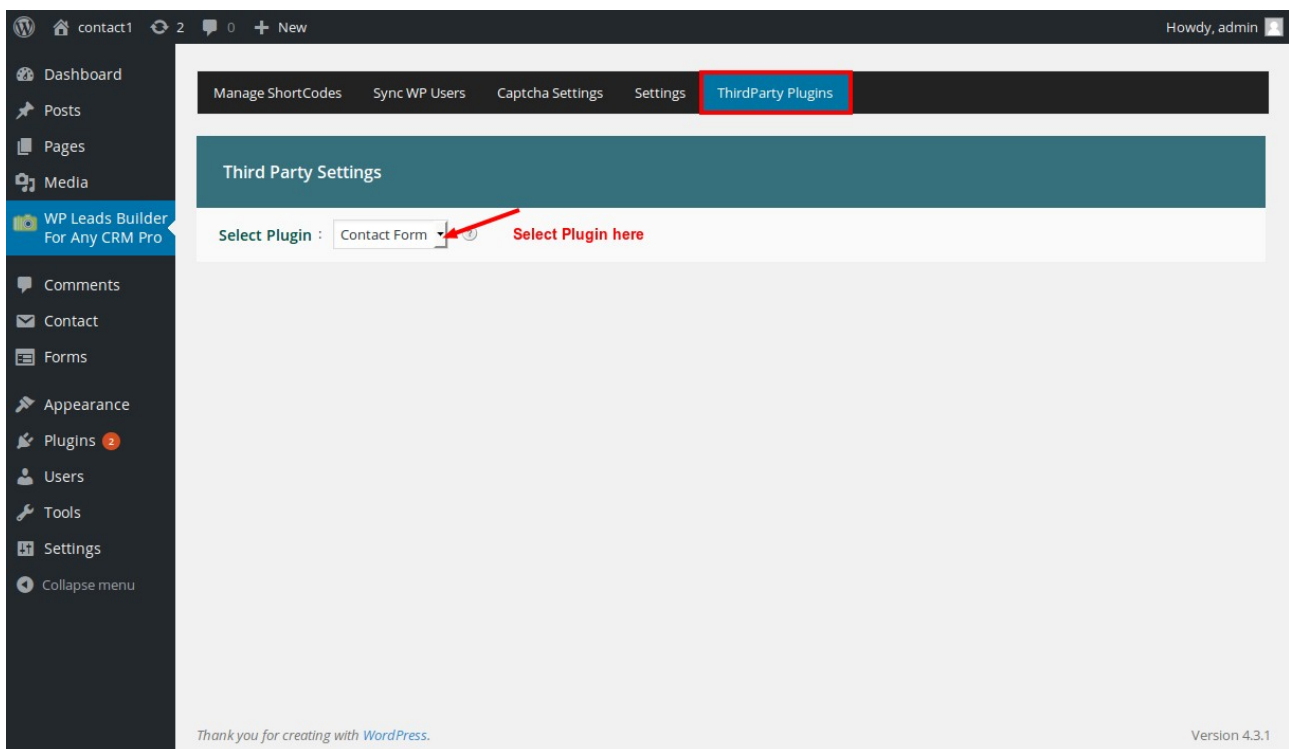 contact1 2 0 + New Howdy, admin
Dashboard
Posts
Pages
Media
WP Leads Builder
For Any CRM Pro
Comments
Contact
Forms
Appearance
Plugins 2
Users
Tools
Settings
Collapse menu
Manage ShortCodes Sync WP Users Captcha Settings Settings ThirdParty Plugins
Third Party Settings
Select Plugin : Contact Form Select Plugin here
Thank you for creating with WordPress. Version 4.3.1